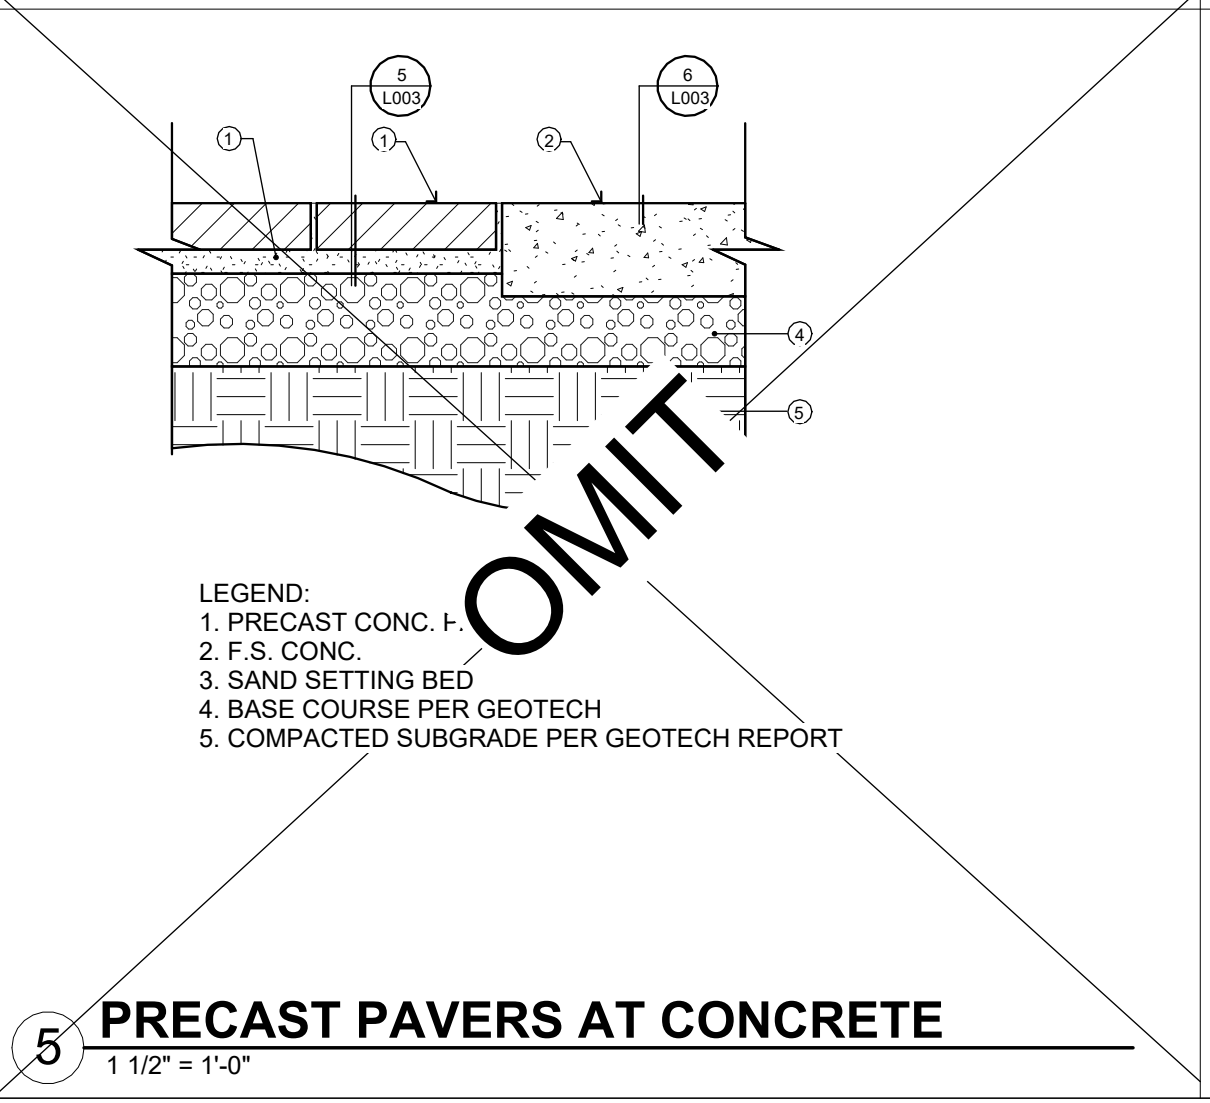 5
L003
6
L003
1
1
2
4
5
OMIT
LEGEND:
1. PRECAST CONC.
2. F.S. CONC.
3. SAND SETTING BED
4. BASE COURSE PER GEOTECH
5. COMPACTED SUBGRADE PER GEOTECH REPORT
5
PRECAST PAVERS AT CONCRETE
1 1/2" = 1'-0"